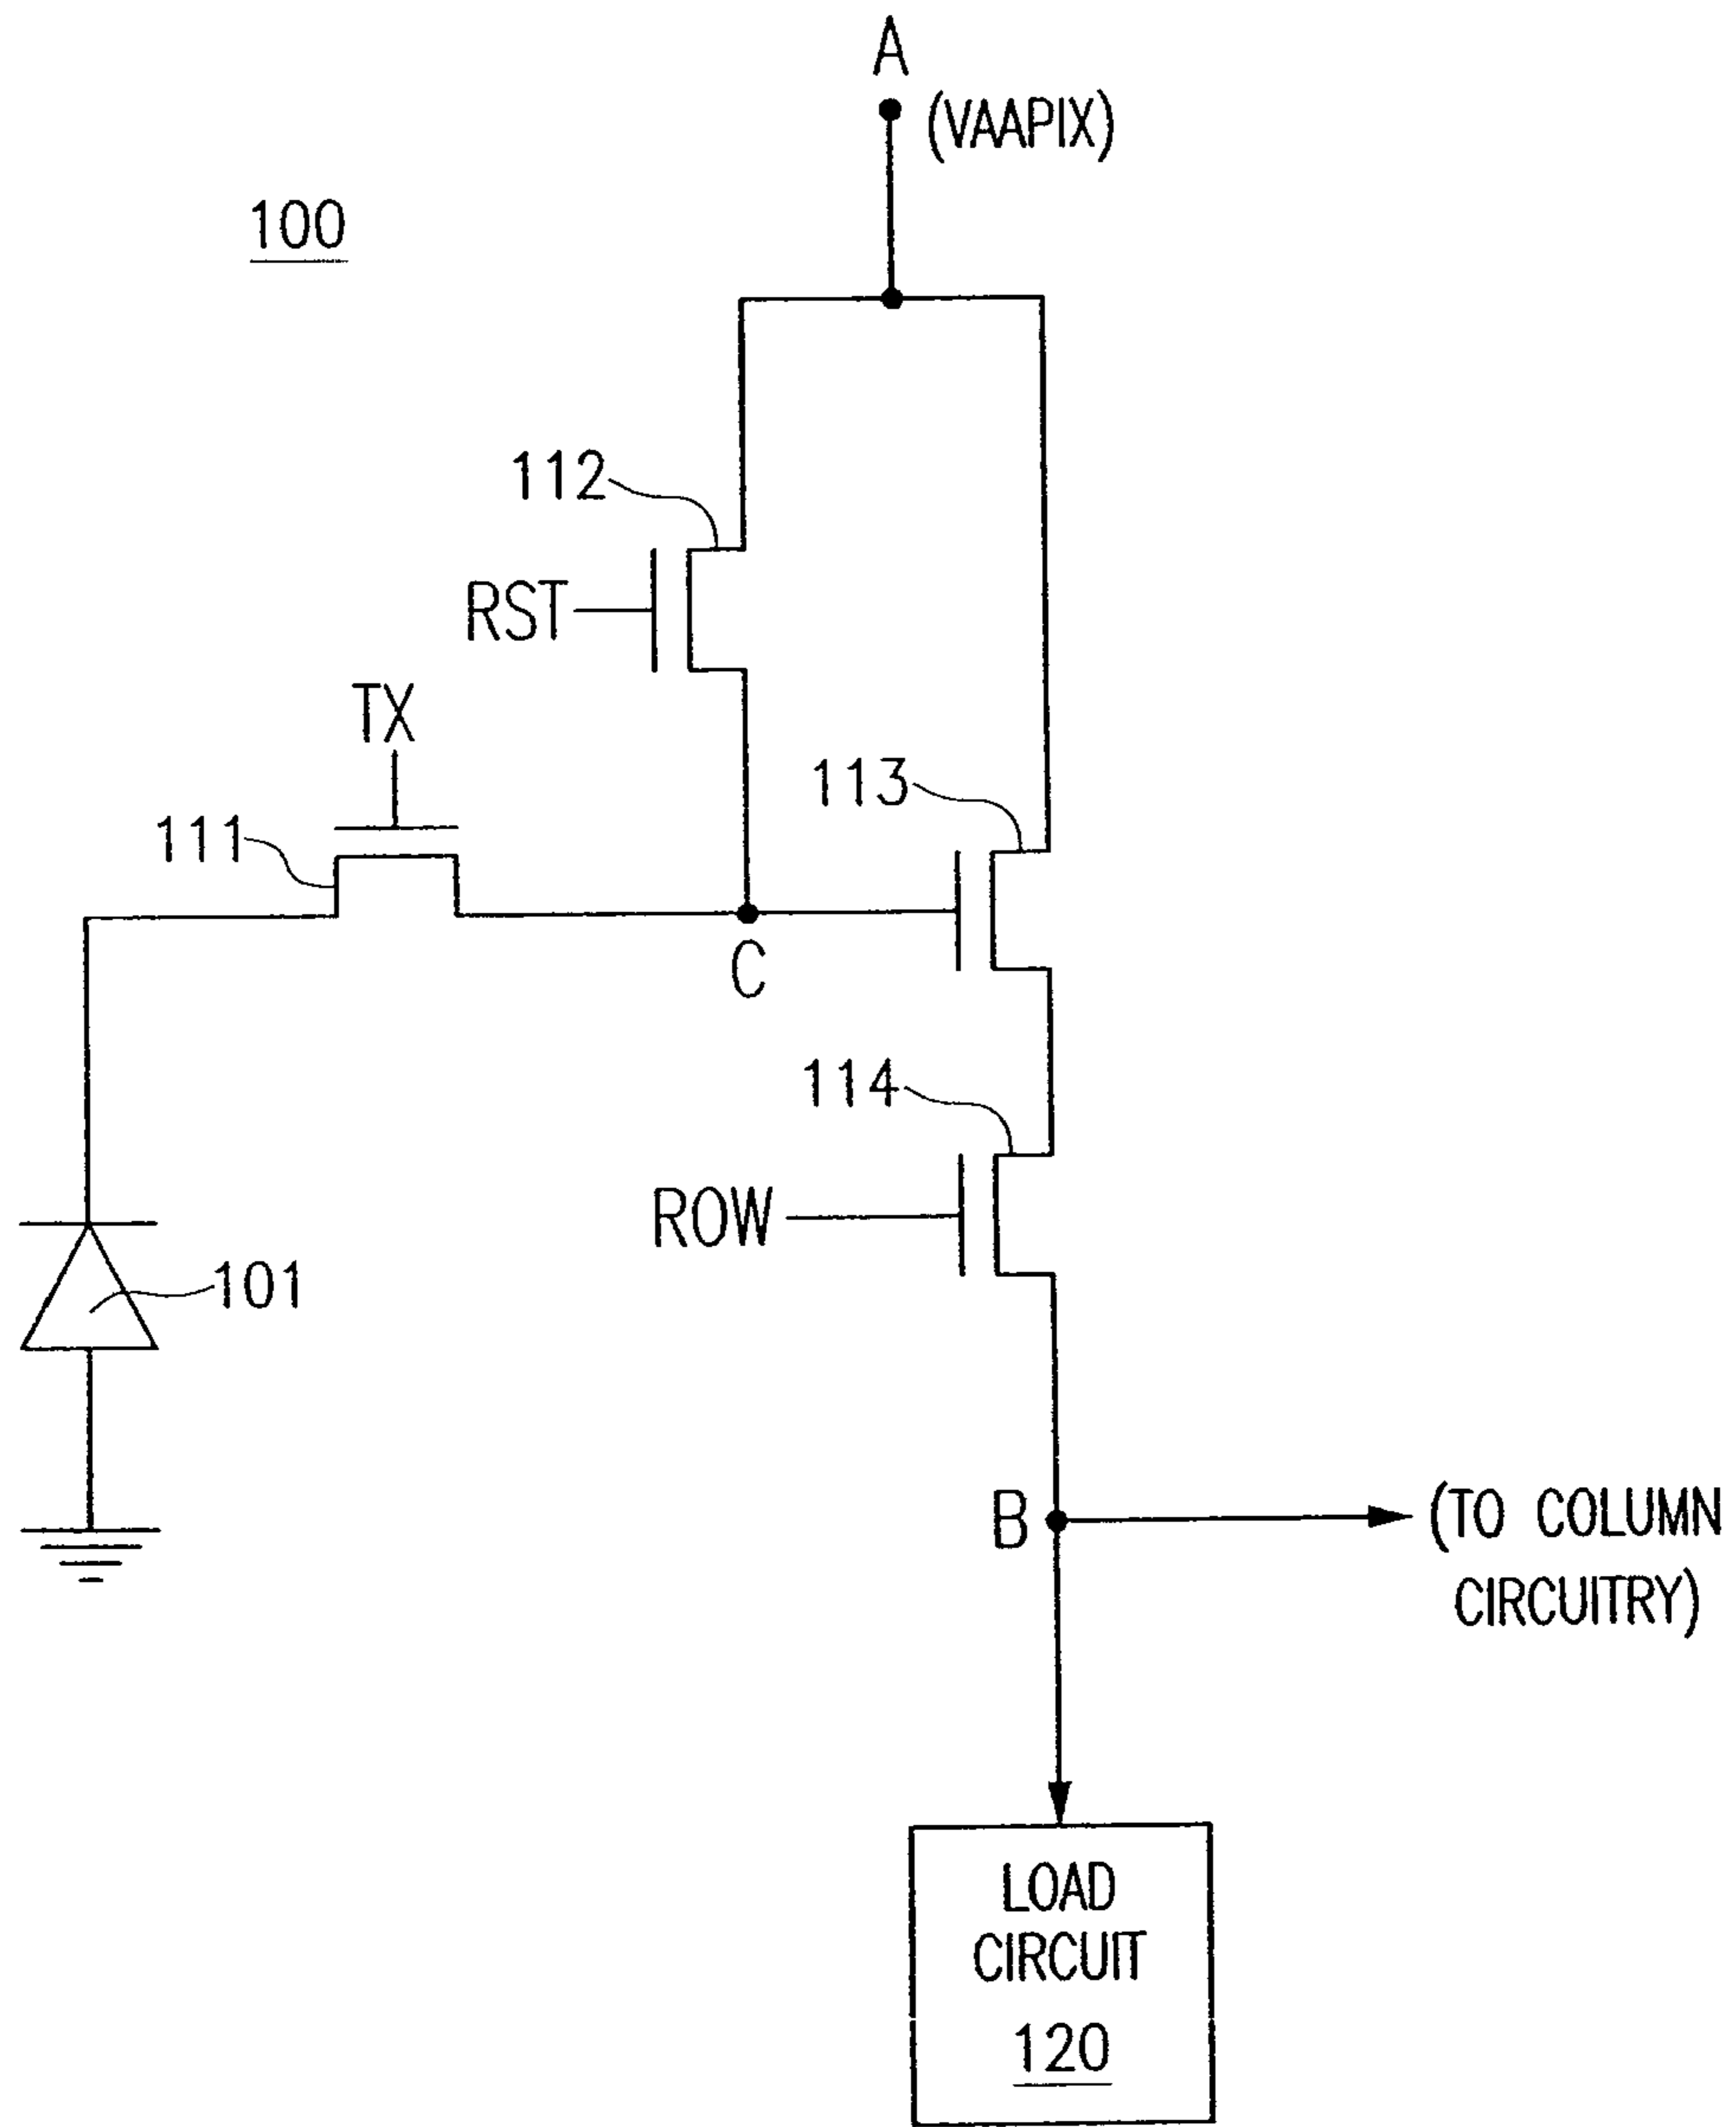 A
(VAAPIX)
100
112
RST
TX
113
111
C
114
ROW
101
B
(TO COLUMN
CIRCUITRY)
LOAD
CIRCUIT
120